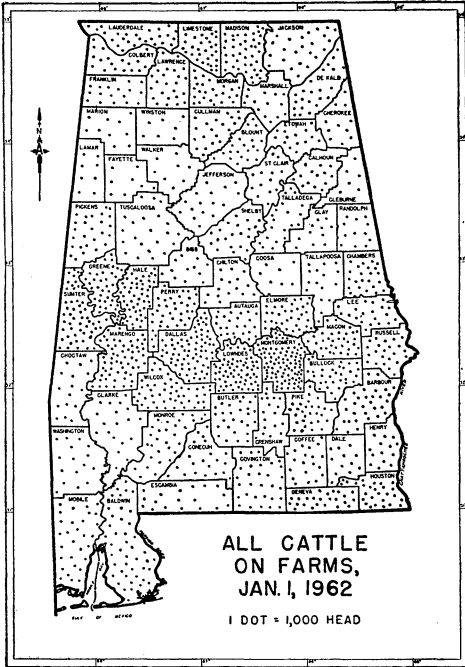 LAUDERDALE LIMESTONE MADISON JACKSON
COLBERT
LAWRENCE
FRANKLIN MORGAN MARSHALL DE KALB
MARION WINSTON CULLMAN ETOWAH CHEROKEE
BLOUNT
LAMAR WALKER
FAYETTE ST CLAIR CALHOUN
JEFFERSON
TALLADEGA CLEBURNE
PICKENS TUSCALOOSA SHELBY CLAY RANDOLPH
BIBB
GREENE HALE CHILTON COOSA TALLAPOOSA CHAMBERS
SUMTER PERRY
AUTAUGA ELMORE LEE
MARENGO DALLAS MACON
LOWNDES MONTGOMERY RUSSELL
CHOCTAW BULLOCK
WILCOX BARBOUR
CLARKE BUTLER PIKE
MONROE
WASHINGTON CRENSHAW COFFEE DALE HENRY
CONECUH
COVINGTON
ESCAMBIA GENEVA HOUSTON
MOBILE BALDWIN
GULF OF MEXICO
ALL CATTLE
ON FARMS,
JAN. 1, 1962
1 DOT = 1,000 HEAD